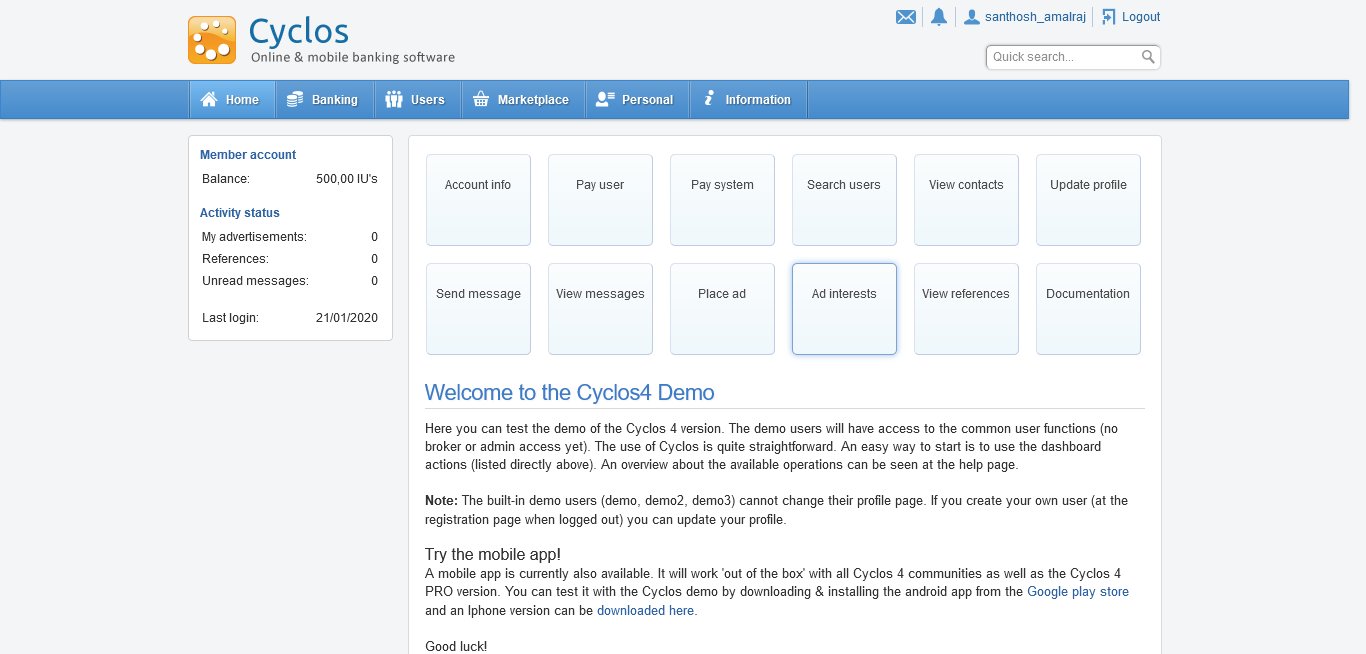 Cyclos
Online & mobile banking software
santhosh_amalraj
Logout
Quick search...
Home
Banking
Users
Marketplace
Personal
Information
Member account
Balance: 500,00 IU's
Activity status
My advertisements: 0
References: 0
Unread messages: 0
Last login: 21/01/2020
Account info
Pay user
Pay system
Search users
View contacts
Update profile
Send message
View messages
Place ad
Ad interests
View references
Documentation
Welcome to the Cyclos4 Demo
Here you can test the demo of the Cyclos 4 version. The demo users will have access to the common user functions (no
broker or admin access yet). The use of Cyclos is quite straightforward. An easy way to start is to use the dashboard
actions (listed directly above). An overview about the available operations can be seen at the help page.
Note: The built-in demo users (demo, demo2, demo3) cannot change their profile page. If you create your own user (at the
registration page when logged out) you can update your profile.
Try the mobile app!
A mobile app is currently also available. It will work 'out of the box' with all Cyclos 4 communities as well as the Cyclos 4
PRO version. You can test it with the Cyclos demo by downloading & installing the android app from the Google play store
and an Iphone version can be downloaded here.
Good luck!